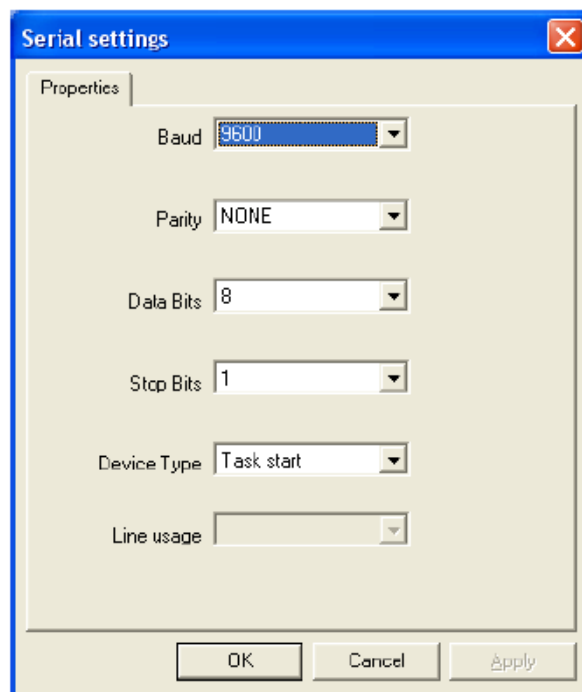 Serial settings
Properties
Baud 9600
Parity NONE
Data Bits 8
Stop Bits 1
Device Type Task start
Line usage
OK Cancel Apply